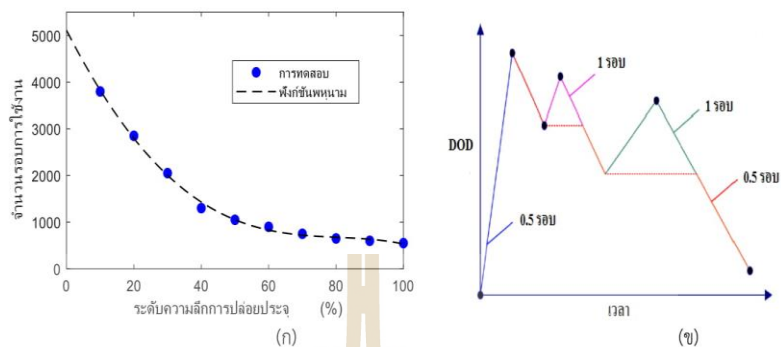 จำนวนรอบการใช้งาน
5000
4000
3000
2000
1000
0
การทดสอบ
ฟังก์ชันพหุนาม
0 20 40 60 80 100
ระดับความลึกการปล่อยประจุ (%)
(ก)
DOD
1 รอบ
1 รอบ
0.5 รอบ
0.5 รอบ
เวลา
(ข)